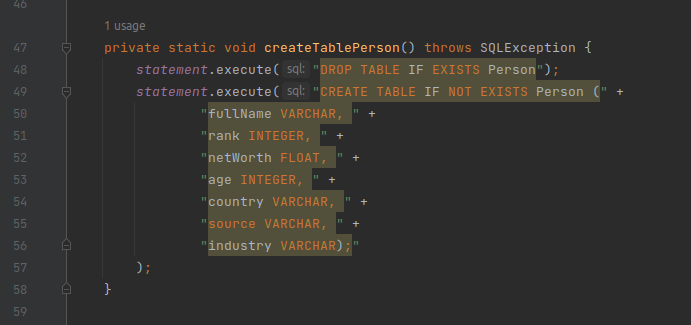 46
1 usage
47 private static void createTablePerson() throws SQLException {
48 statement.execute( sql: "DROP TABLE IF EXISTS Person");
49 statement.execute( sql: "CREATE TABLE IF NOT EXISTS Person (" +
50 "fullName VARCHAR, " +
51 "rank INTEGER, " +
52 "netWorth FLOAT, " +
53 "age INTEGER, " +
54 "country VARCHAR, " +
55 "source VARCHAR, " +
56 "industry VARCHAR);"
57 );
58 }
59